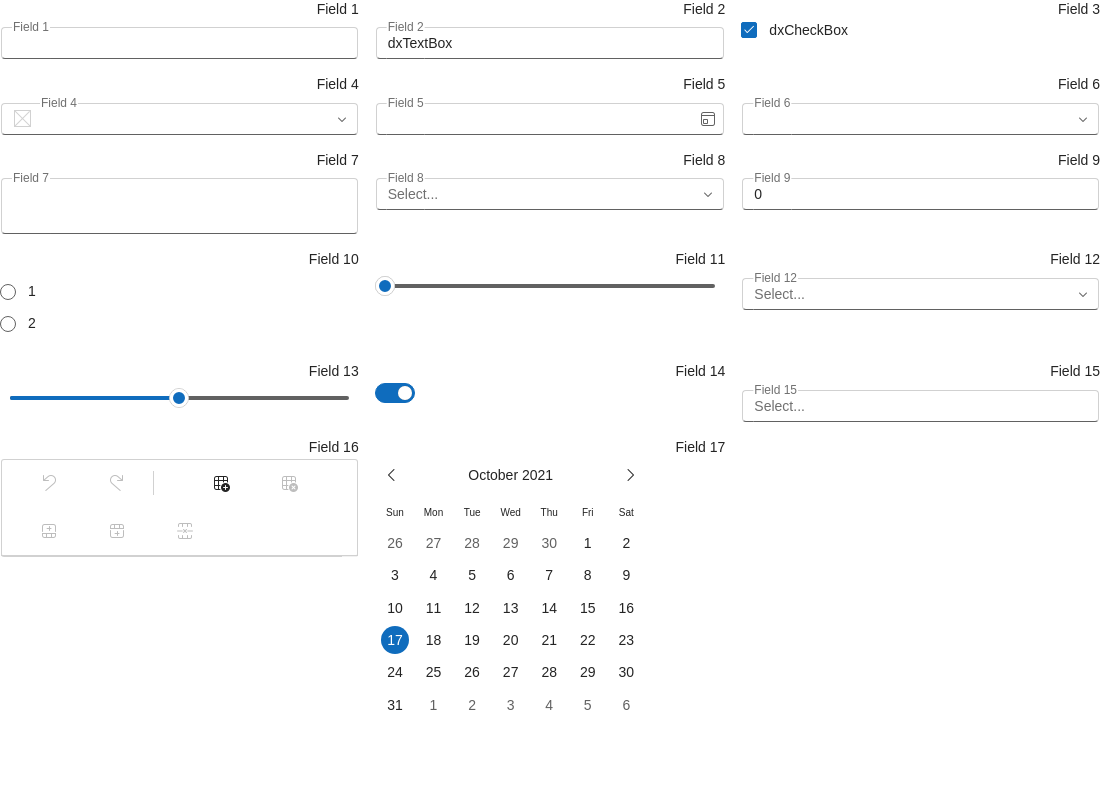 Field 1
Field 1
Field 2
Field 2
dxTextBox
Field 3
dxCheckBox
Field 4
Field 4
Field 5
Field 5
Field 6
Field 6
Field 7
Field 7
Field 8
Field 8
Select...
Field 9
Field 9
0
Field 10
1
2
Field 11
Field 12
Field 12
Select...
Field 13
Field 14
Field 15
Field 15
Select...
Field 16
Field 17
October 2021
Sun Mon Tue Wed Thu Fri Sat
26 27 28 29 30 1 2
3 4 5 6 7 8 9
10 11 12 13 14 15 16
17 18 19 20 21 22 23
24 25 26 27 28 29 30
31 1 2 3 4 5 6